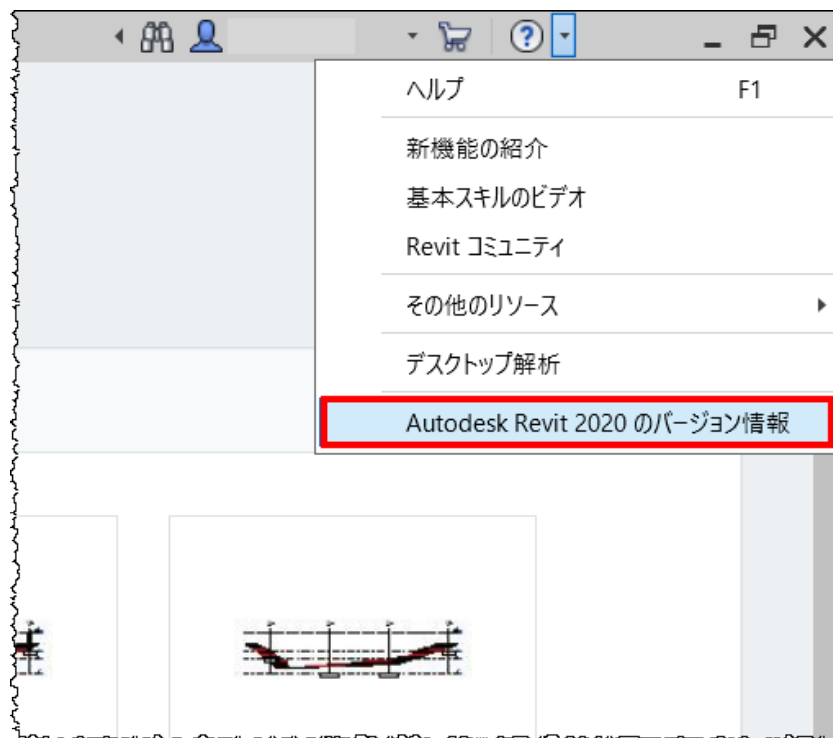 ヘルプ F1
新機能の紹介
基本スキルのビデオ
Revit コミュニティ
その他のリソース
デスクトップ解析
Autodesk Revit 2020 のバージョン情報